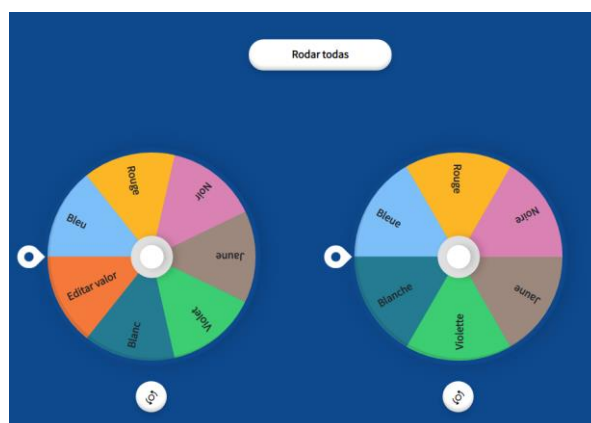 Rodar todas
Bleu
Rouge
Noir
Jaune
Violet
Blanc
Editar valor
Bleue
Rouge
Noire
Jaune
Violette
Blanche